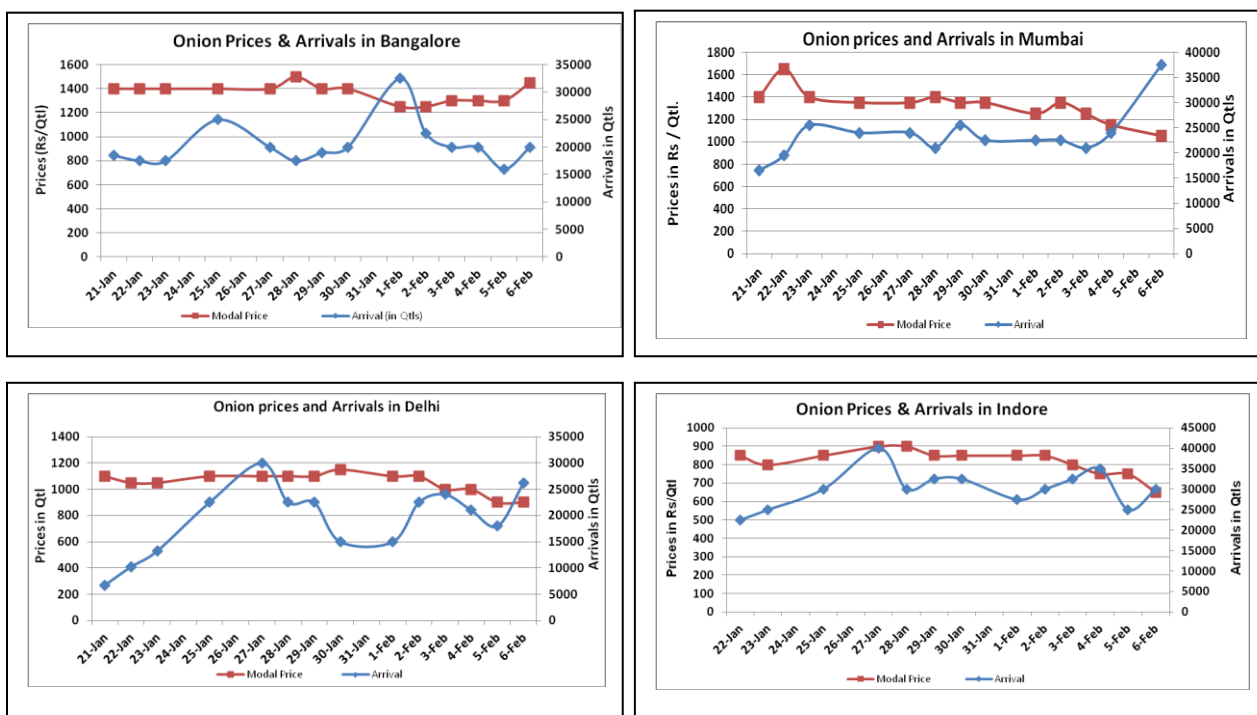 Onion Prices & Arrivals in Bangalore
Prices (Rs/Qtl)
1600
1400
1200
1000
800
600
400
200
0
35000
30000
25000
20000
15000
10000
5000
0
Arrivals in Qtls
21-Jan
22-Jan
23-Jan
24-Jan
25-Jan
26-Jan
27-Jan
28-Jan
29-Jan
30-Jan
31-Jan
1-Feb
2-Feb
3-Feb
4-Feb
5-Feb
6-Feb
Modal Price
Arrival (in Qtls)
Onion prices and Arrivals in Mumbai
Prices in Rs / Qtl.
1800
1600
1400
1200
1000
800
600
400
200
0
40000
35000
30000
25000
20000
15000
10000
5000
0
Arrivals in Qtls
21-Jan
22-Jan
23-Jan
24-Jan
25-Jan
26-Jan
27-Jan
28-Jan
29-Jan
30-Jan
31-Jan
1-Feb
2-Feb
3-Feb
4-Feb
5-Feb
6-Feb
Modal Price
Arrival
Onion prices and Arrivals in Delhi
Prices in Qtl
1400
1200
1000
800
600
400
200
0
35000
30000
25000
20000
15000
10000
5000
0
Arrivals in Qtls
21-Jan
22-Jan
23-Jan
24-Jan
25-Jan
26-Jan
27-Jan
28-Jan
29-Jan
30-Jan
31-Jan
1-Feb
2-Feb
3-Feb
4-Feb
5-Feb
6-Feb
Modal Price
Arrival
Onion Prices & Arrivals in Indore
Prices in Rs/Qtl
1000
900
800
700
600
500
400
300
200
100
0
45000
40000
35000
30000
25000
20000
15000
10000
5000
0
Arrivals in Qtls
22-Jan
23-Jan
24-Jan
25-Jan
26-Jan
27-Jan
28-Jan
29-Jan
30-Jan
31-Jan
1-Feb
2-Feb
3-Feb
4-Feb
5-Feb
6-Feb
Modal Price
Arrival